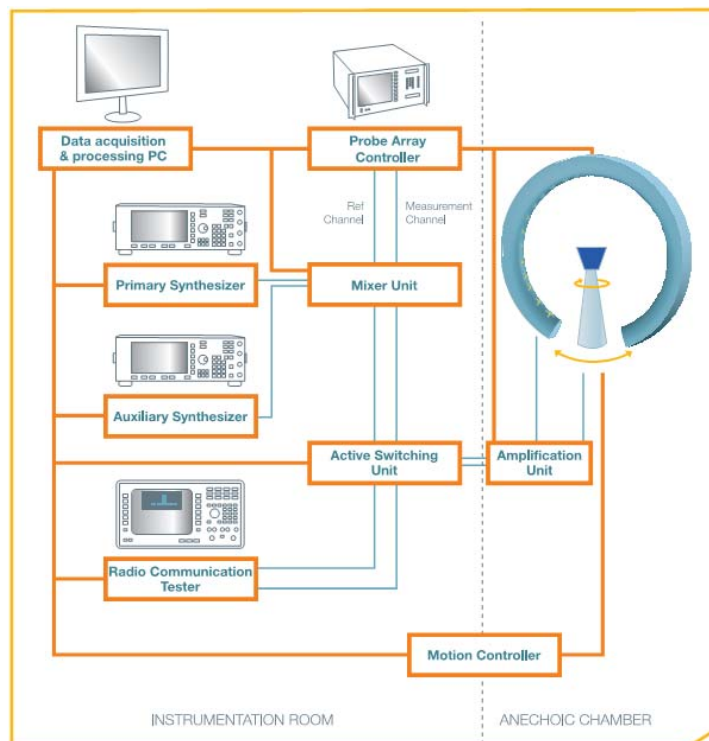 Data acquisition
& processing PC
Probe Array
Controller
Ref
Channel
Measurement
Channel
Primary Synthesizer
Mixer Unit
Auxiliary Synthesizer
Active Switching
Unit
Amplification
Unit
Radio Communication
Tester
Motion Controller
INSTRUMENTATION ROOM
ANECHOIC CHAMBER